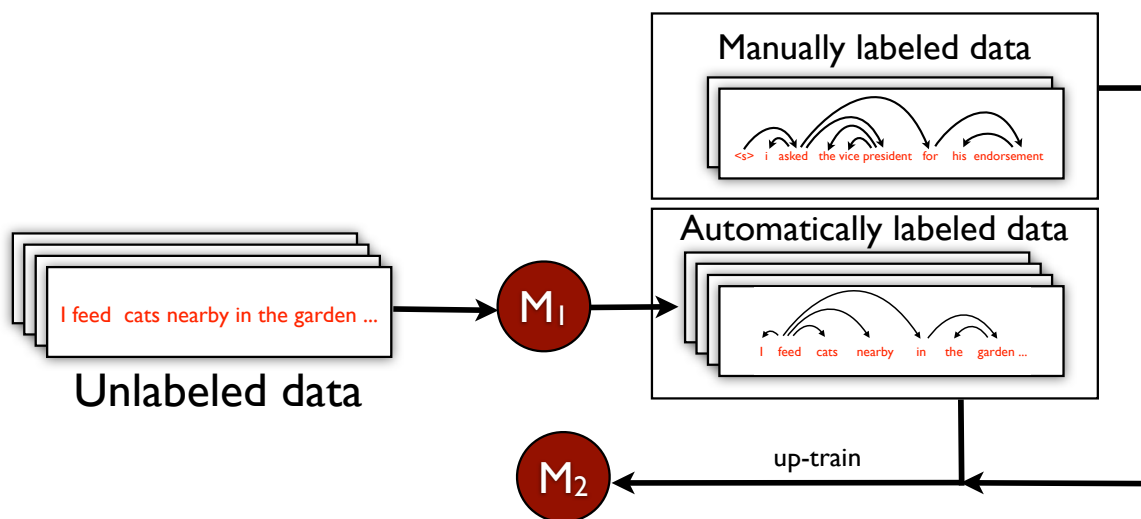 Manually labeled data
<s> i asked the vice president for his endorsement
Automatically labeled data
I feed cats nearby in the garden ...
M1
I feed cats nearby in the garden ...
Unlabeled data
up-train
M2